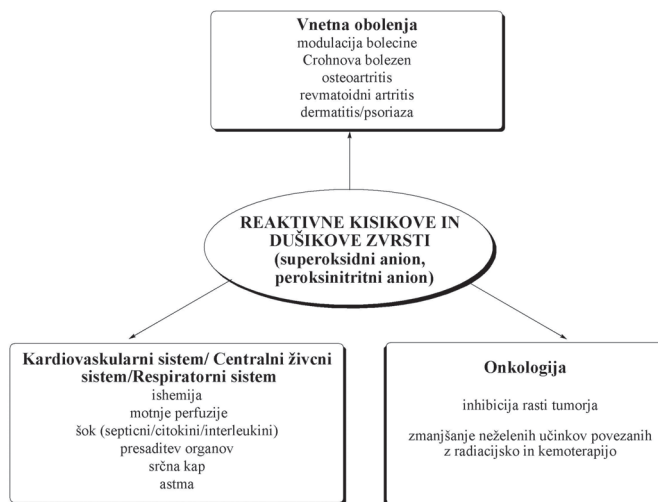 Vnetna obolenja
modulacija bolecine
Crohnova bolezen
osteoartritis
revmatoidni artritis
dermatitis/psoriaza
REAKTIVNE KISIKOVE IN
DUŠIKOVE ZVRSTI
(superoksidni anion,
peroksinitritni anion)
Kardiovaskularni sistem/ Centralni živcni
sistem/Respiratorni sistem
ishemija
motnje perfuzije
šok (septicni/citokini/interleukini)
presaditev organov
srčna kap
astma
Onkologija
inhibicija rasti tumorja
zmanjšanje neželenih učinkov povezanih
z radiacijsko in kemoterapijo